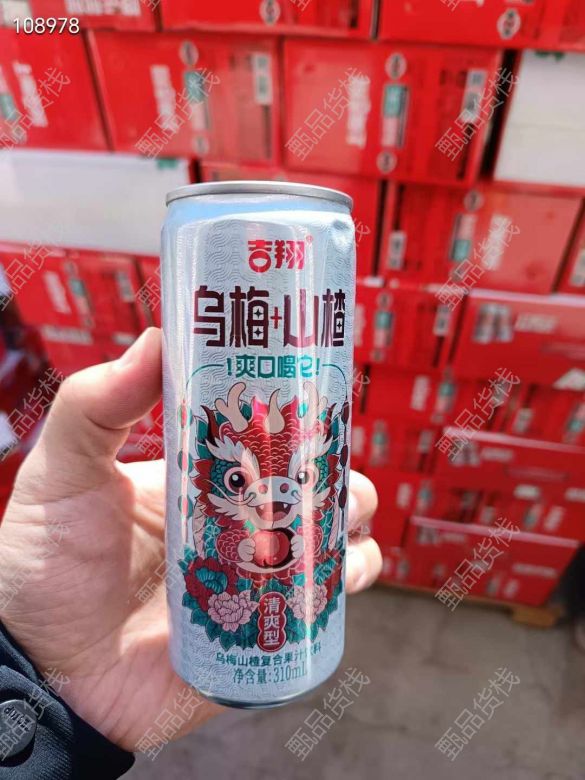 108978
吉翔®
乌梅+山楂
!爽口喝它!
清爽型
乌梅山楂复合果汁饮料
净含量:310mL
甄品货栈